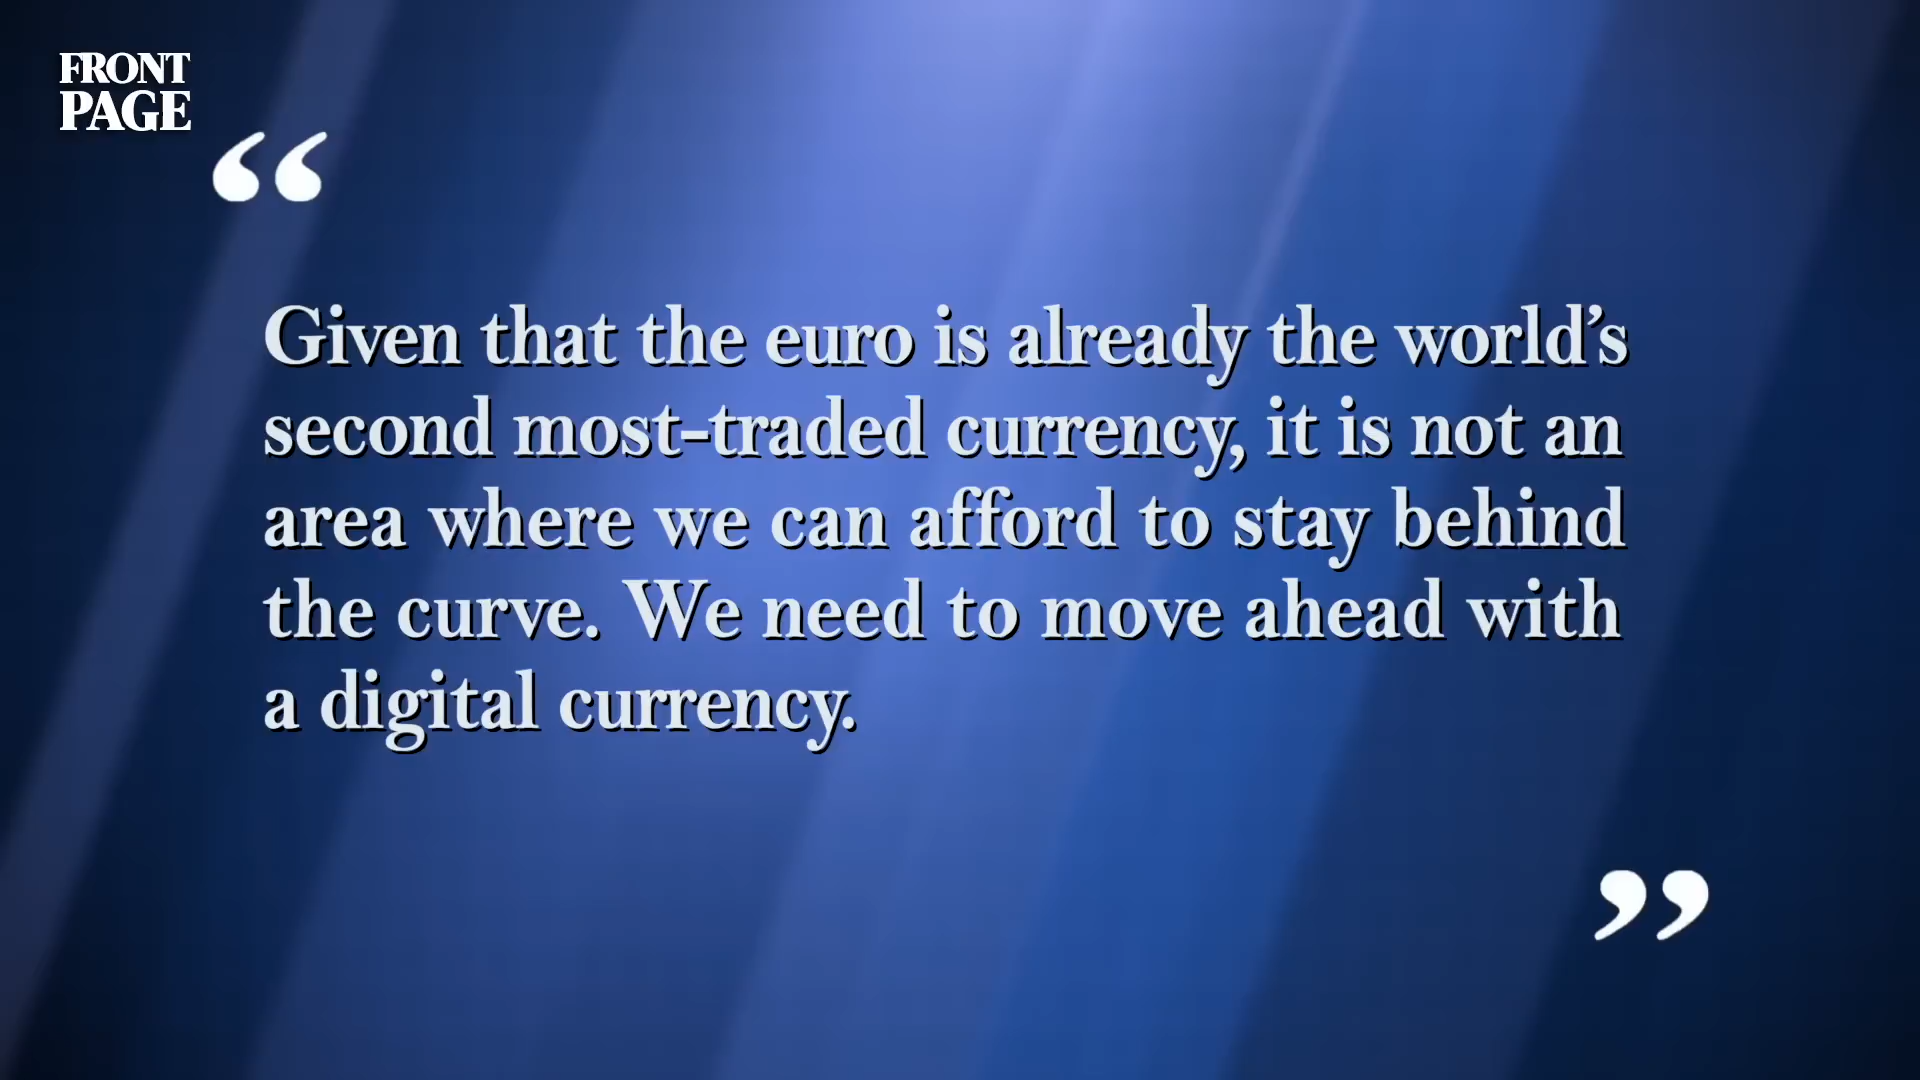 FRONT
PAGE
“
Given that the euro is already the world’s
second most-traded currency, it is not an
area where we can afford to stay behind
the curve. We need to move ahead with
a digital currency.
”